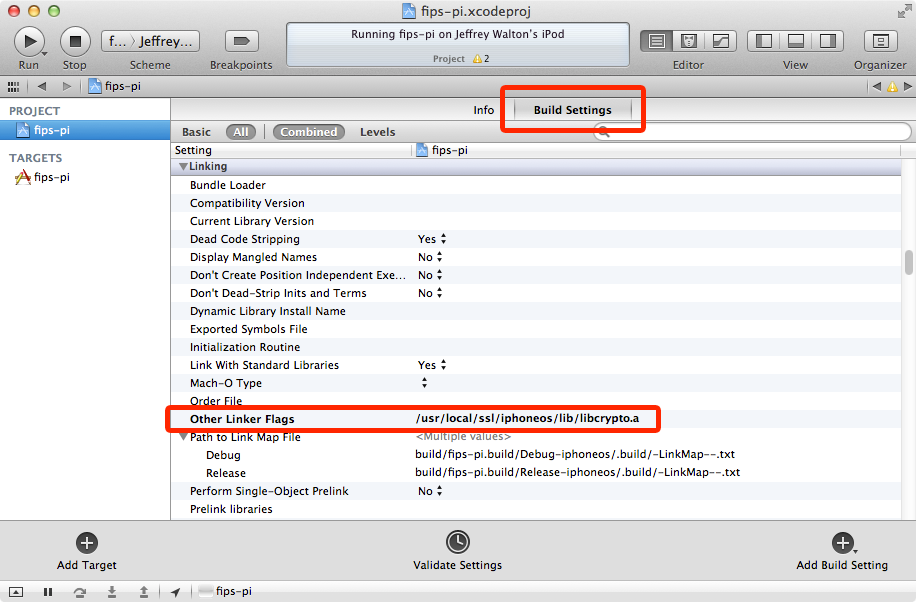 fips-pi.xcodeproj
f... Jeffrey...
Running fips-pi on Jeffrey Walton's iPod
Project 2
Run Stop Scheme Breakpoints Editor View Organizer
fips-pi
PROJECT
fips-pi
TARGETS
fips-pi
Info Build Settings
Basic All Combined Levels
Setting fips-pi
Linking
Bundle Loader
Compatibility Version
Current Library Version
Dead Code Stripping Yes
Display Mangled Names No
Don't Create Position Independent Exe... No
Don't Dead-Strip Inits and Terms No
Dynamic Library Install Name
Exported Symbols File
Initialization Routine
Link With Standard Libraries Yes
Mach-O Type
Order File
Other Linker Flags /usr/local/ssl/iphoneos/lib/libcrypto.a
Path to Link Map File <Multiple values>
Debug build/fips-pi.build/Debug-iphoneos/.build/-LinkMap--.txt
Release build/fips-pi.build/Release-iphoneos/.build/-LinkMap--.txt
Perform Single-Object Prelink No
Prelink libraries
Add Target Validate Settings Add Build Setting
fips-pi